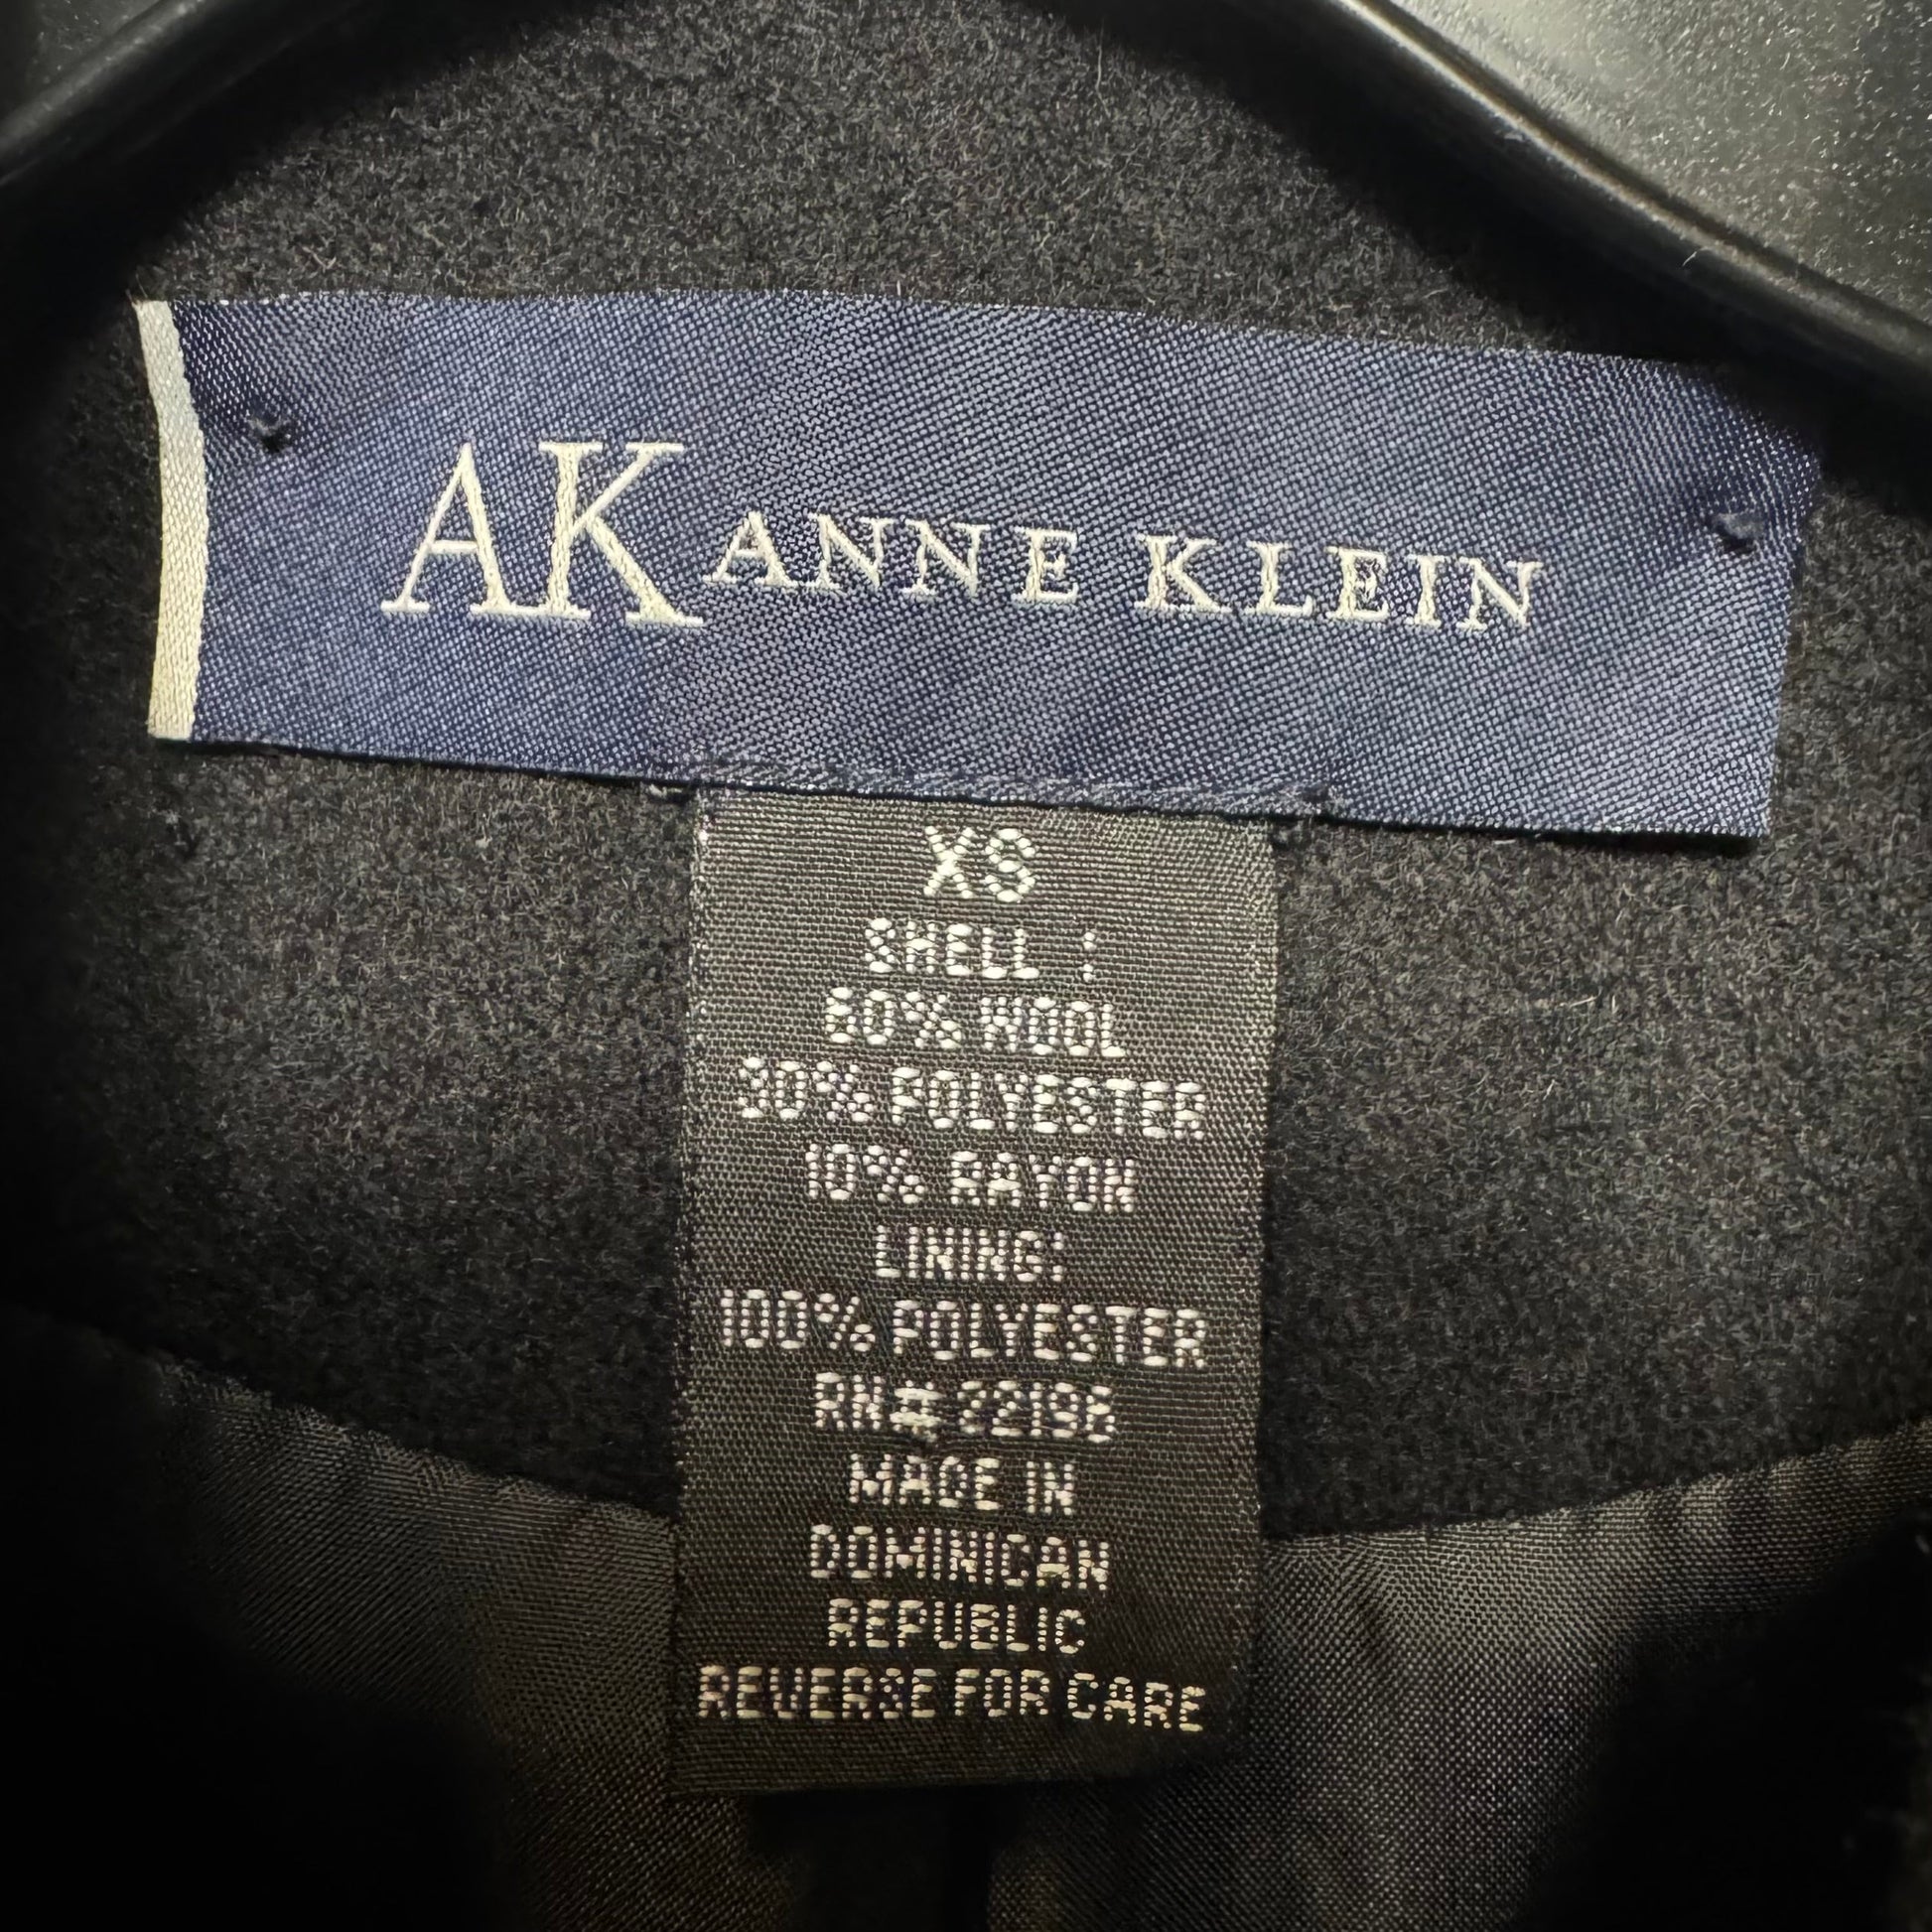 AK ANNE KLEIN
XS
SHELL :
60% WOOL
30% POLYESTER
10% RAYON
LINING:
100% POLYESTER
RN# 22196
MADE IN
DOMINICAN
REPUBLIC
REVERSE FOR CARE